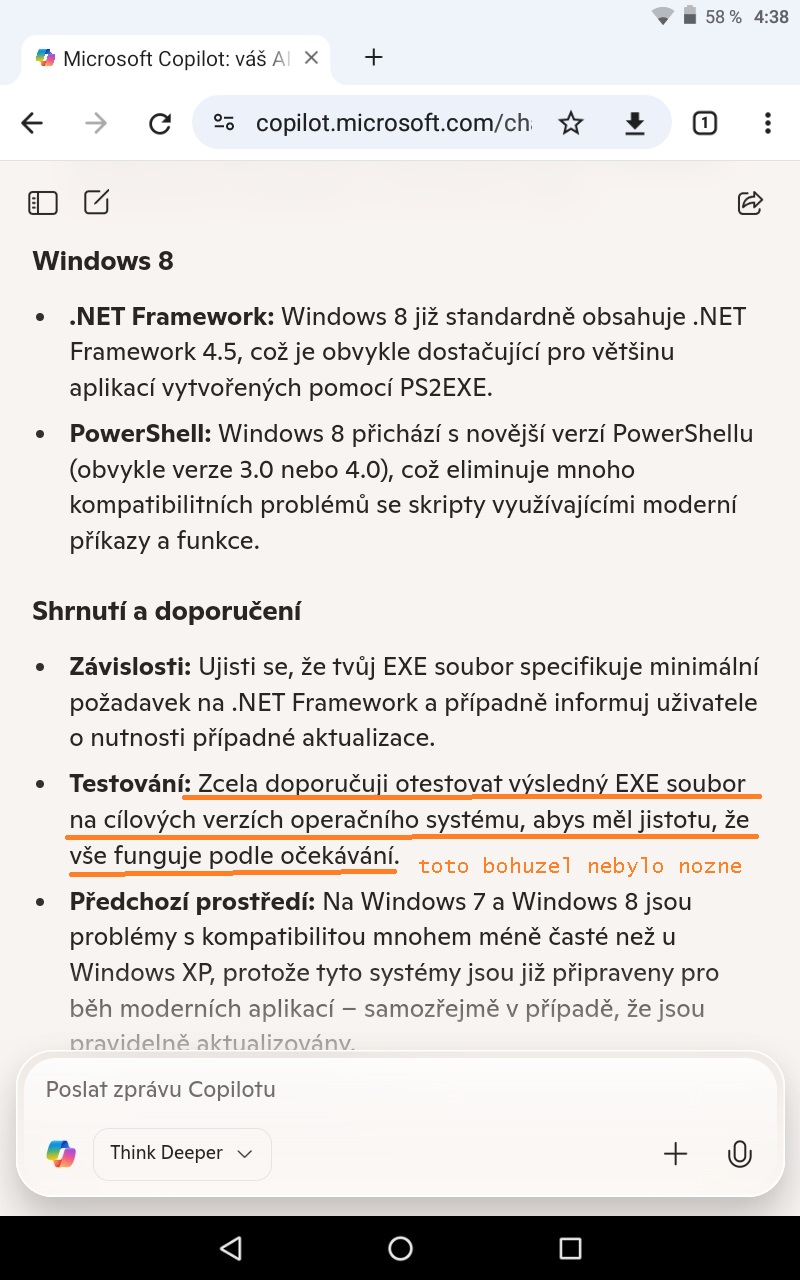 58 % 4:38
Microsoft Copilot: váš AI
copilot.microsoft.com/ch
1
Windows 8
• .NET Framework: Windows 8 již standardně obsahuje .NET
Framework 4.5, což je obvykle dostačující pro většinu
aplikací vytvořených pomocí PS2EXE.
• PowerShell: Windows 8 přichází s novější verzí PowerShellu
(obvykle verze 3.0 nebo 4.0), což eliminuje mnoho
kompatibilitních problémů se skripty využívajícími moderní
příkazy a funkce.
Shrnutí a doporučení
• Závislosti: Ujisti se, že tvůj EXE soubor specifikuje minimální
požadavek na .NET Framework a případně informuj uživatele
o nutnosti případné aktualizace.
• Testování: Zcela doporučuji otestovat výsledný EXE soubor
na cílových verzích operačního systému, abys měl jistotu, že
vše funguje podle očekávání. toto bohuzel nebylo nozne
• Předchozí prostředí: Na Windows 7 a Windows 8 jsou
problémy s kompatibilitou mnohem méně časté než u
Windows XP, protože tyto systémy jsou již připraveny pro
běh moderních aplikací – samozřejmě v případě, že jsou
pravidelně aktualizovány.
Poslat zprávu Copilotu
Think Deeper